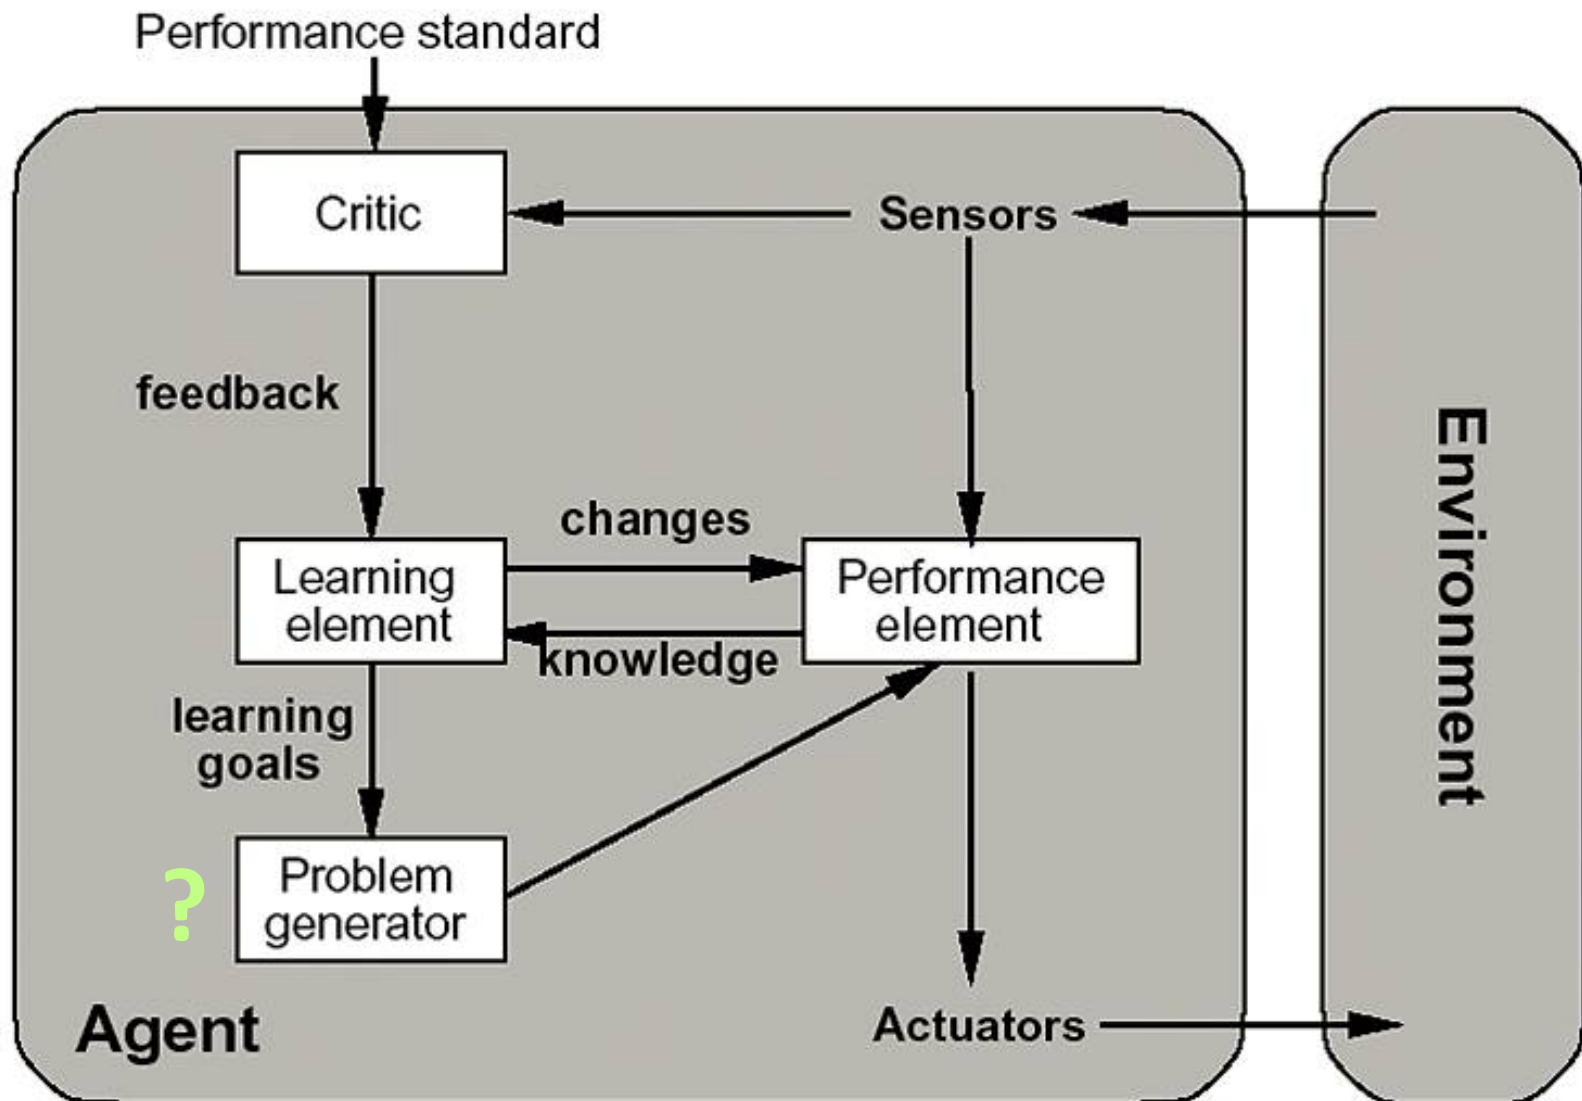 Performance standard
Critic
Sensors
feedback
changes
Learning
element
Performance
element
knowledge
learning
goals
Problem
generator
?
Agent
Actuators
Environment